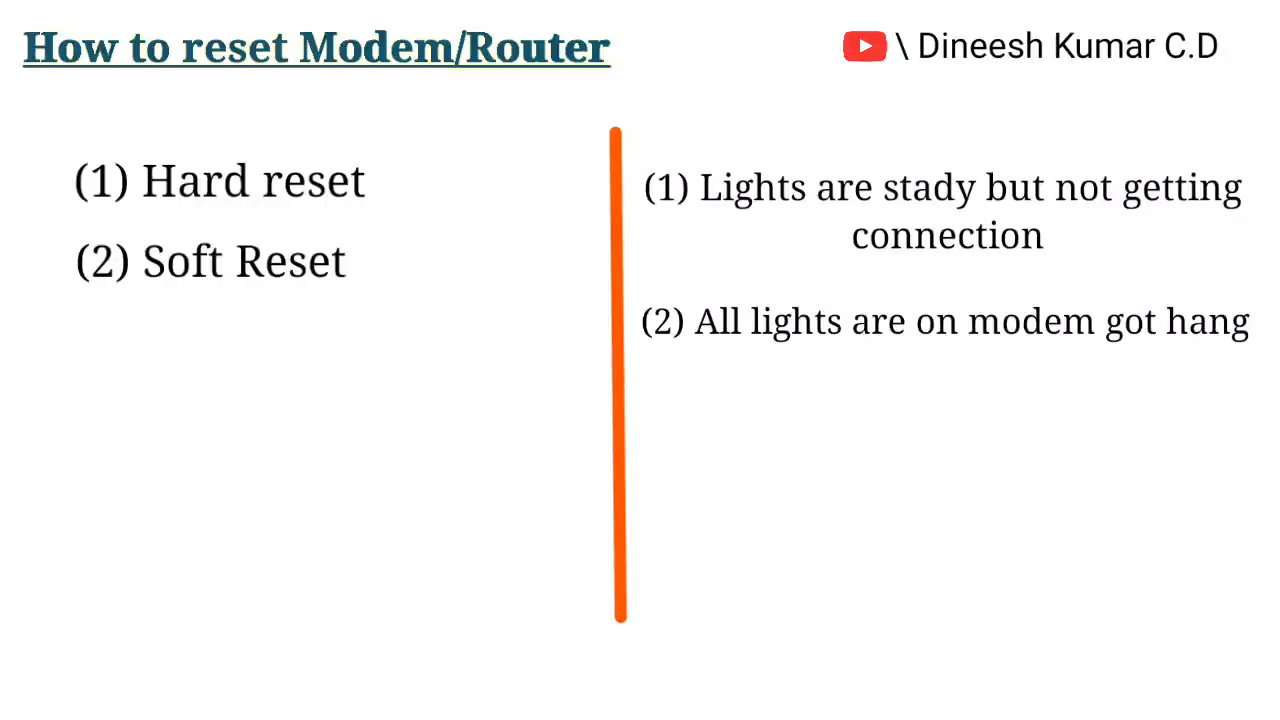 How to reset Modem/Router
\ Dineesh Kumar C.D
(1) Hard reset
(2) Soft Reset
(1) Lights are stady but not getting
connection
(2) All lights are on modem got hang